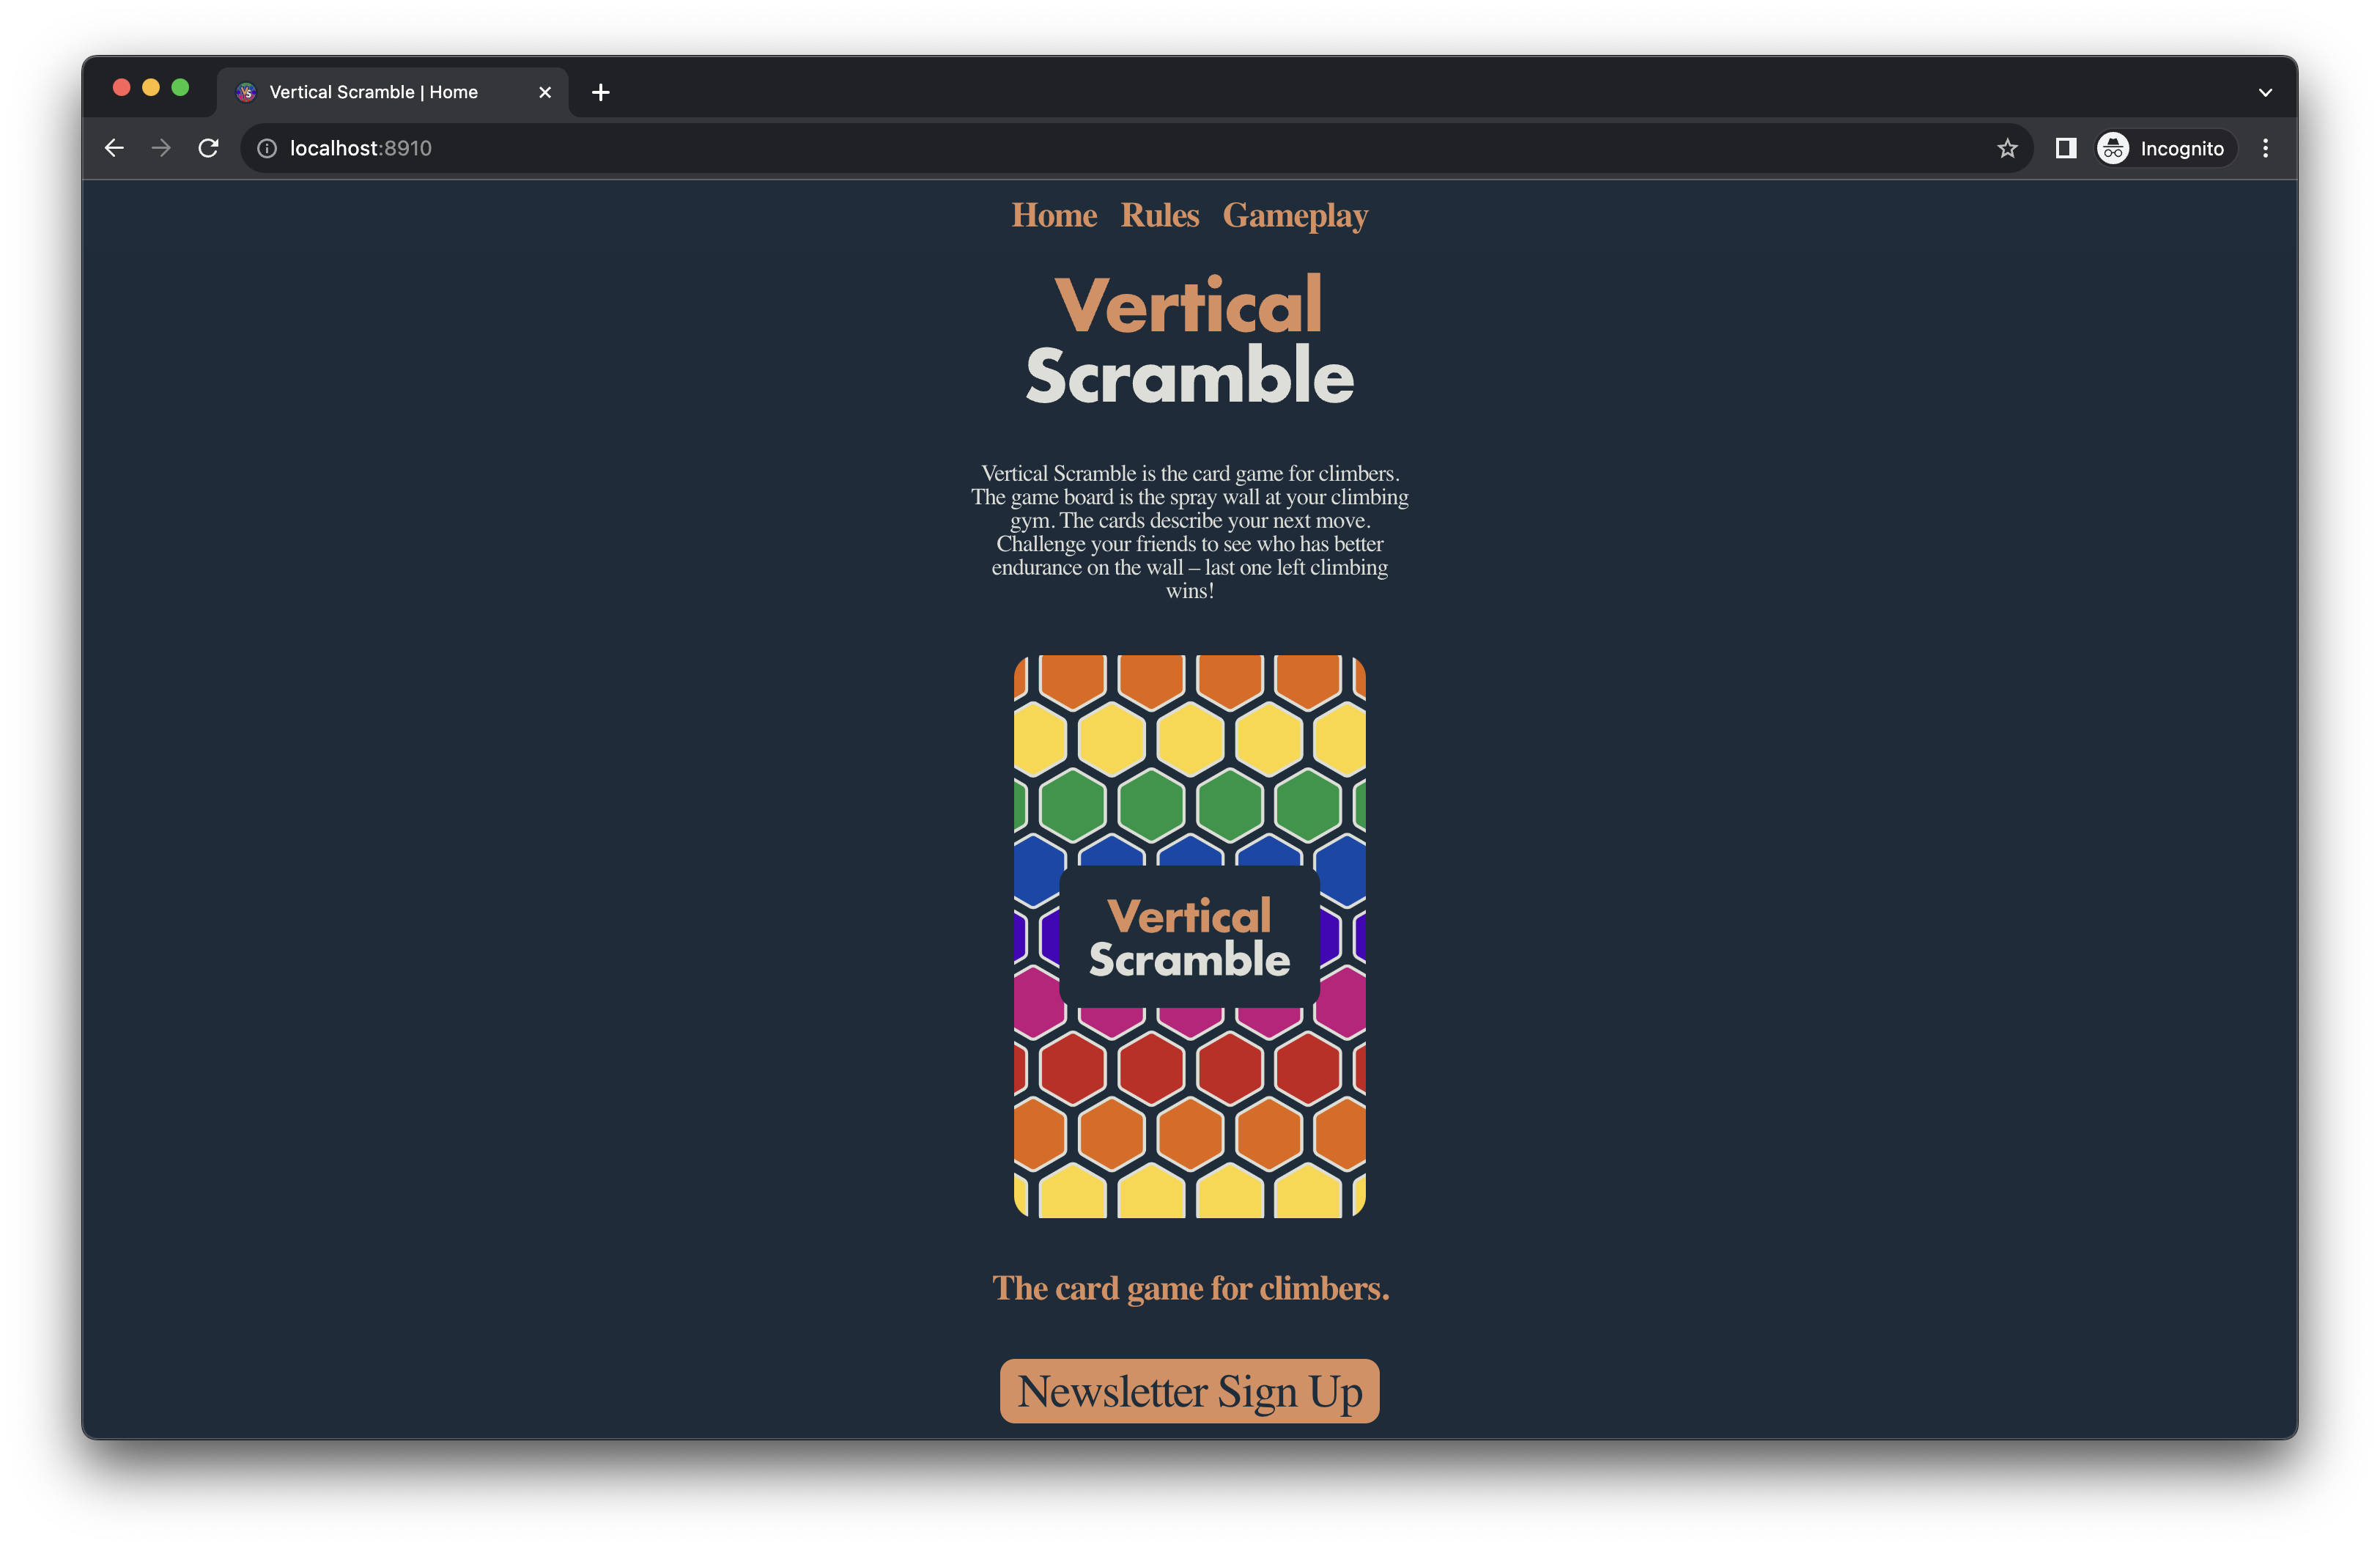 Vertical Scramble | Home
localhost:8910
Incognito
Home Rules Gameplay
Vertical
Scramble
Vertical Scramble is the card game for climbers.
The game board is the spray wall at your climbing
gym. The cards describe your next move.
Challenge your friends to see who has better
endurance on the wall – last one left climbing
wins!
Vertical
Scramble
The card game for climbers.
Newsletter Sign Up